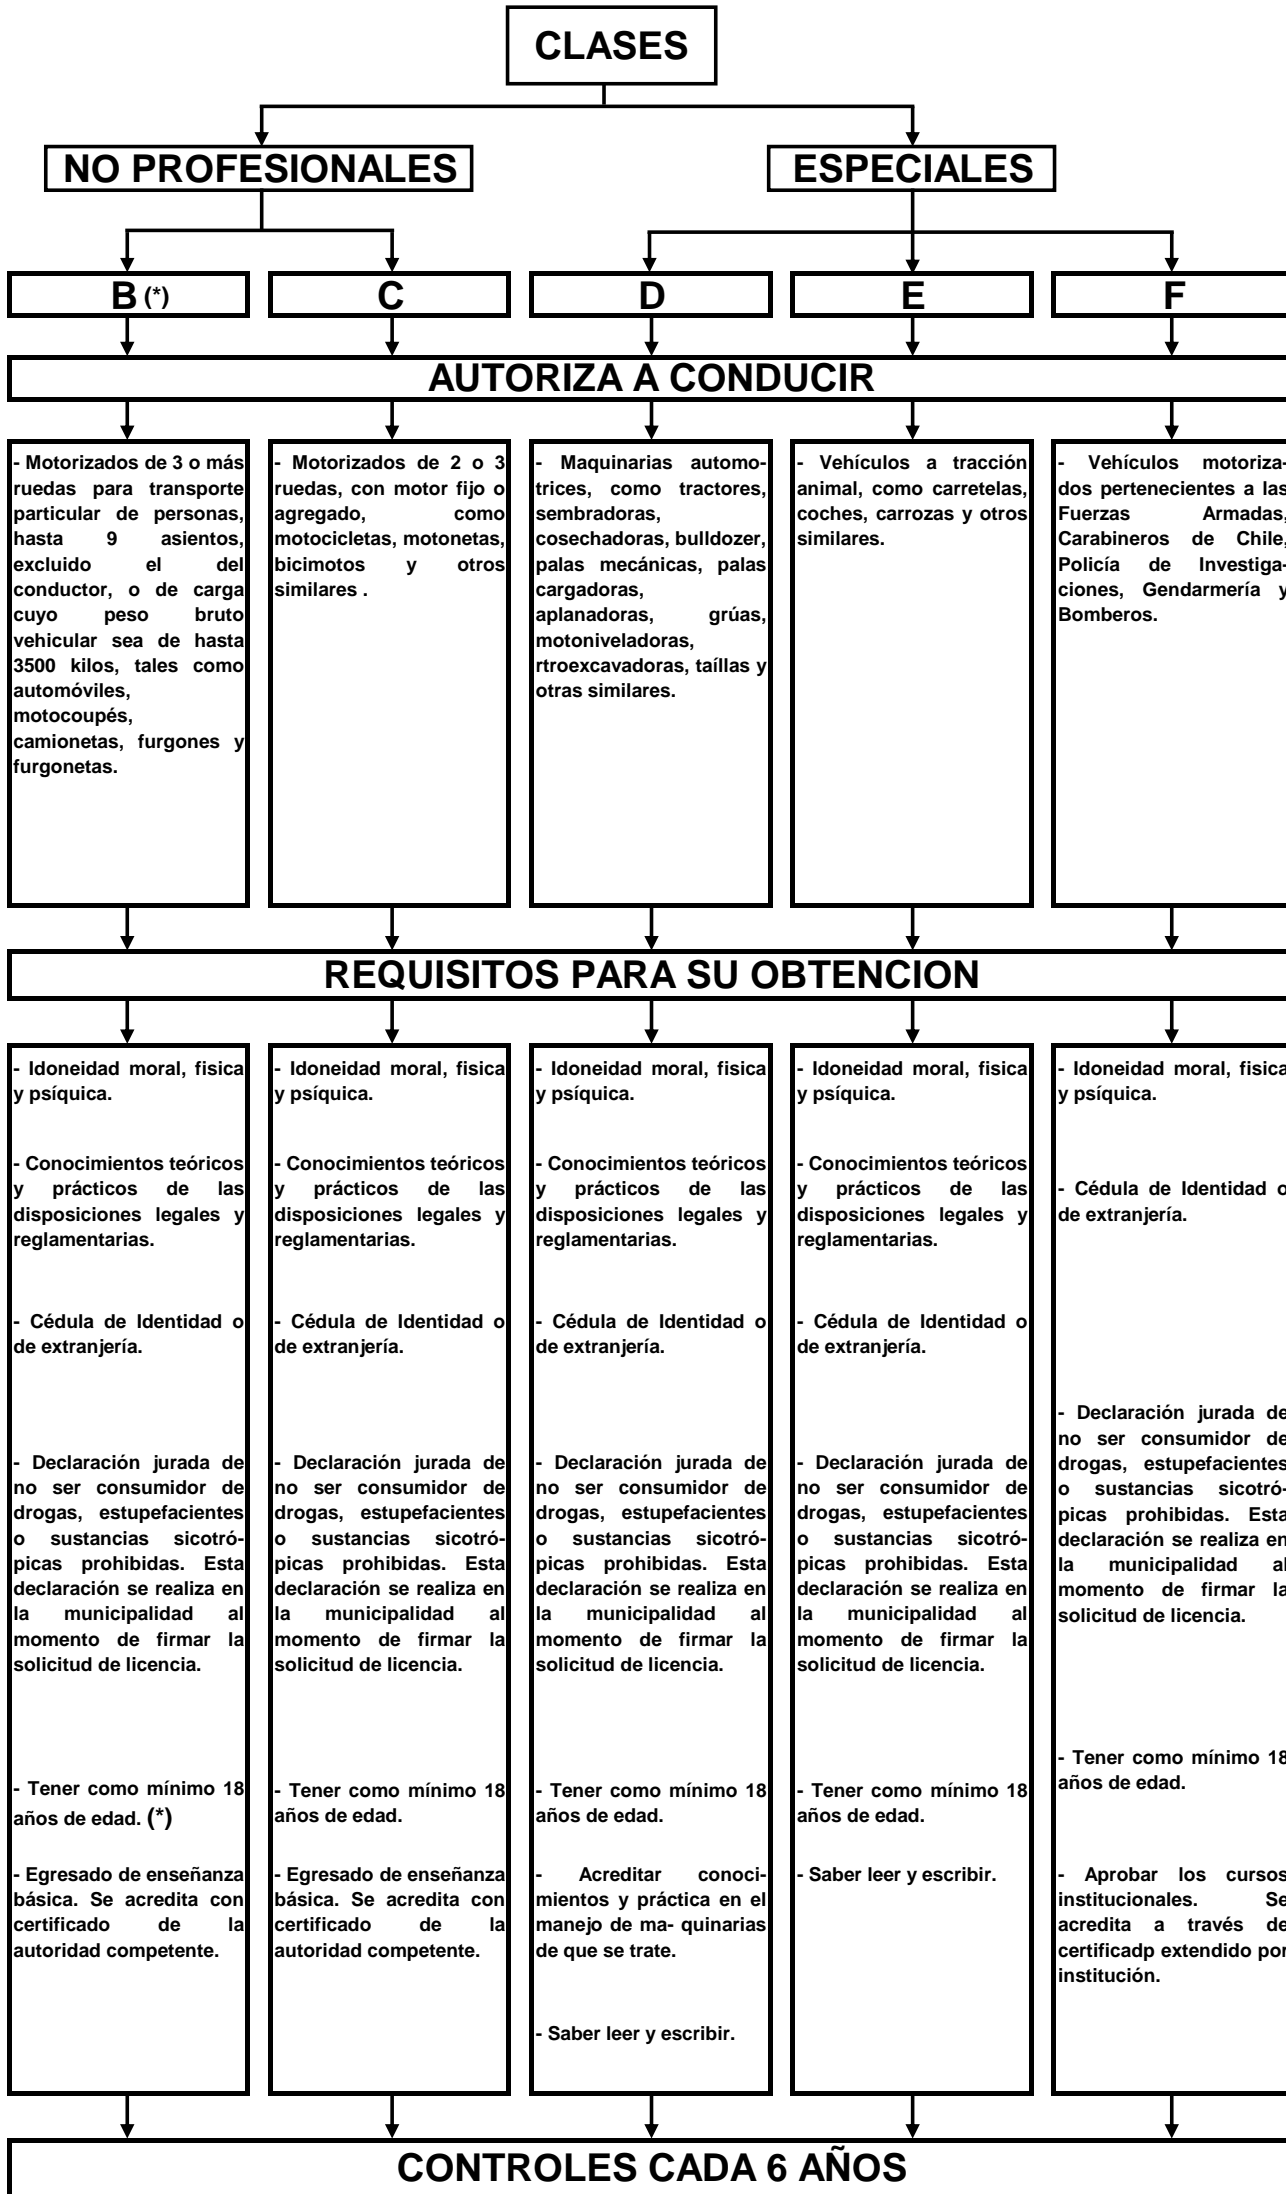 CLASES
NO PROFESIONALES
ESPECIALES
B (*)
C
D
E
F
AUTORIZA A CONDUCIR
- Motorizados de 3 o más
ruedas para transporte
particular de personas,
hasta 9 asientos,
excluido el del
conductor, o de carga
cuyo peso bruto
vehicular sea de hasta
3500 kilos, tales como
automóviles,
motocoupés,
camionetas, furgones y
furgonetas.
- Motorizados de 2 o 3
ruedas, con motor fijo o
agregado, como
motocicletas, motonetas,
bicimotos y otros
similares .
- Maquinarias automo-
trices, como tractores,
sembradoras,
cosechadoras, bulldozer,
palas mecánicas, palas
cargadoras,
aplanadoras, grúas,
motoniveladoras,
rtroexcavadoras, taíllas y
otras similares.
- Vehículos a tracción
animal, como carretelas,
coches, carrozas y otros
similares.
- Vehículos motoriza-
dos pertenecientes a las
Fuerzas Armadas,
Carabineros de Chile,
Policía de Investiga-
ciones, Gendarmería y
Bomberos.
REQUISITOS PARA SU OBTENCION
- Idoneidad moral, fisica
y psíquica.
- Conocimientos teóricos
y prácticos de las
disposiciones legales y
reglamentarias.
- Cédula de Identidad o
de extranjería.
- Declaración jurada de
no ser consumidor de
drogas, estupefacientes
o sustancias sicotró-
picas prohibidas. Esta
declaración se realiza en
la municipalidad al
momento de firmar la
solicitud de licencia.
- Tener como mínimo 18
años de edad. (*)
- Egresado de enseñanza
básica. Se acredita con
certificado de la
autoridad competente.
- Idoneidad moral, fisica
y psíquica.
- Conocimientos teóricos
y prácticos de las
disposiciones legales y
reglamentarias.
- Cédula de Identidad o
de extranjería.
- Declaración jurada de
no ser consumidor de
drogas, estupefacientes
o sustancias sicotró-
picas prohibidas. Esta
declaración se realiza en
la municipalidad al
momento de firmar la
solicitud de licencia.
- Tener como mínimo 18
años de edad.
- Egresado de enseñanza
básica. Se acredita con
certificado de la
autoridad competente.
- Idoneidad moral, fisica
y psíquica.
- Conocimientos teóricos
y prácticos de las
disposiciones legales y
reglamentarias.
- Cédula de Identidad o
de extranjería.
- Declaración jurada de
no ser consumidor de
drogas, estupefacientes
o sustancias sicotró-
picas prohibidas. Esta
declaración se realiza en
la municipalidad al
momento de firmar la
solicitud de licencia.
- Tener como mínimo 18
años de edad.
- Acreditar conoci-
mientos y práctica en el
manejo de ma- quinarias
de que se trate.
- Saber leer y escribir.
- Idoneidad moral, fisica
y psíquica.
- Conocimientos teóricos
y prácticos de las
disposiciones legales y
reglamentarias.
- Cédula de Identidad o
de extranjería.
- Declaración jurada de
no ser consumidor de
drogas, estupefacientes
o sustancias sicotró-
picas prohibidas. Esta
declaración se realiza en
la municipalidad al
momento de firmar la
solicitud de licencia.
- Tener como mínimo 18
años de edad.
- Saber leer y escribir.
- Idoneidad moral, fisica
y psíquica.
- Cédula de Identidad o
de extranjería.
- Declaración jurada de
no ser consumidor de
drogas, estupefacientes
o sustancias sicotró-
picas prohibidas. Esta
declaración se realiza en
la municipalidad al
momento de firmar la
solicitud de licencia.
- Tener como mínimo 18
años de edad.
- Aprobar los cursos
institucionales. Se
acredita a través de
certificadp extendido por
institución.
CONTROLES CADA 6 AÑOS